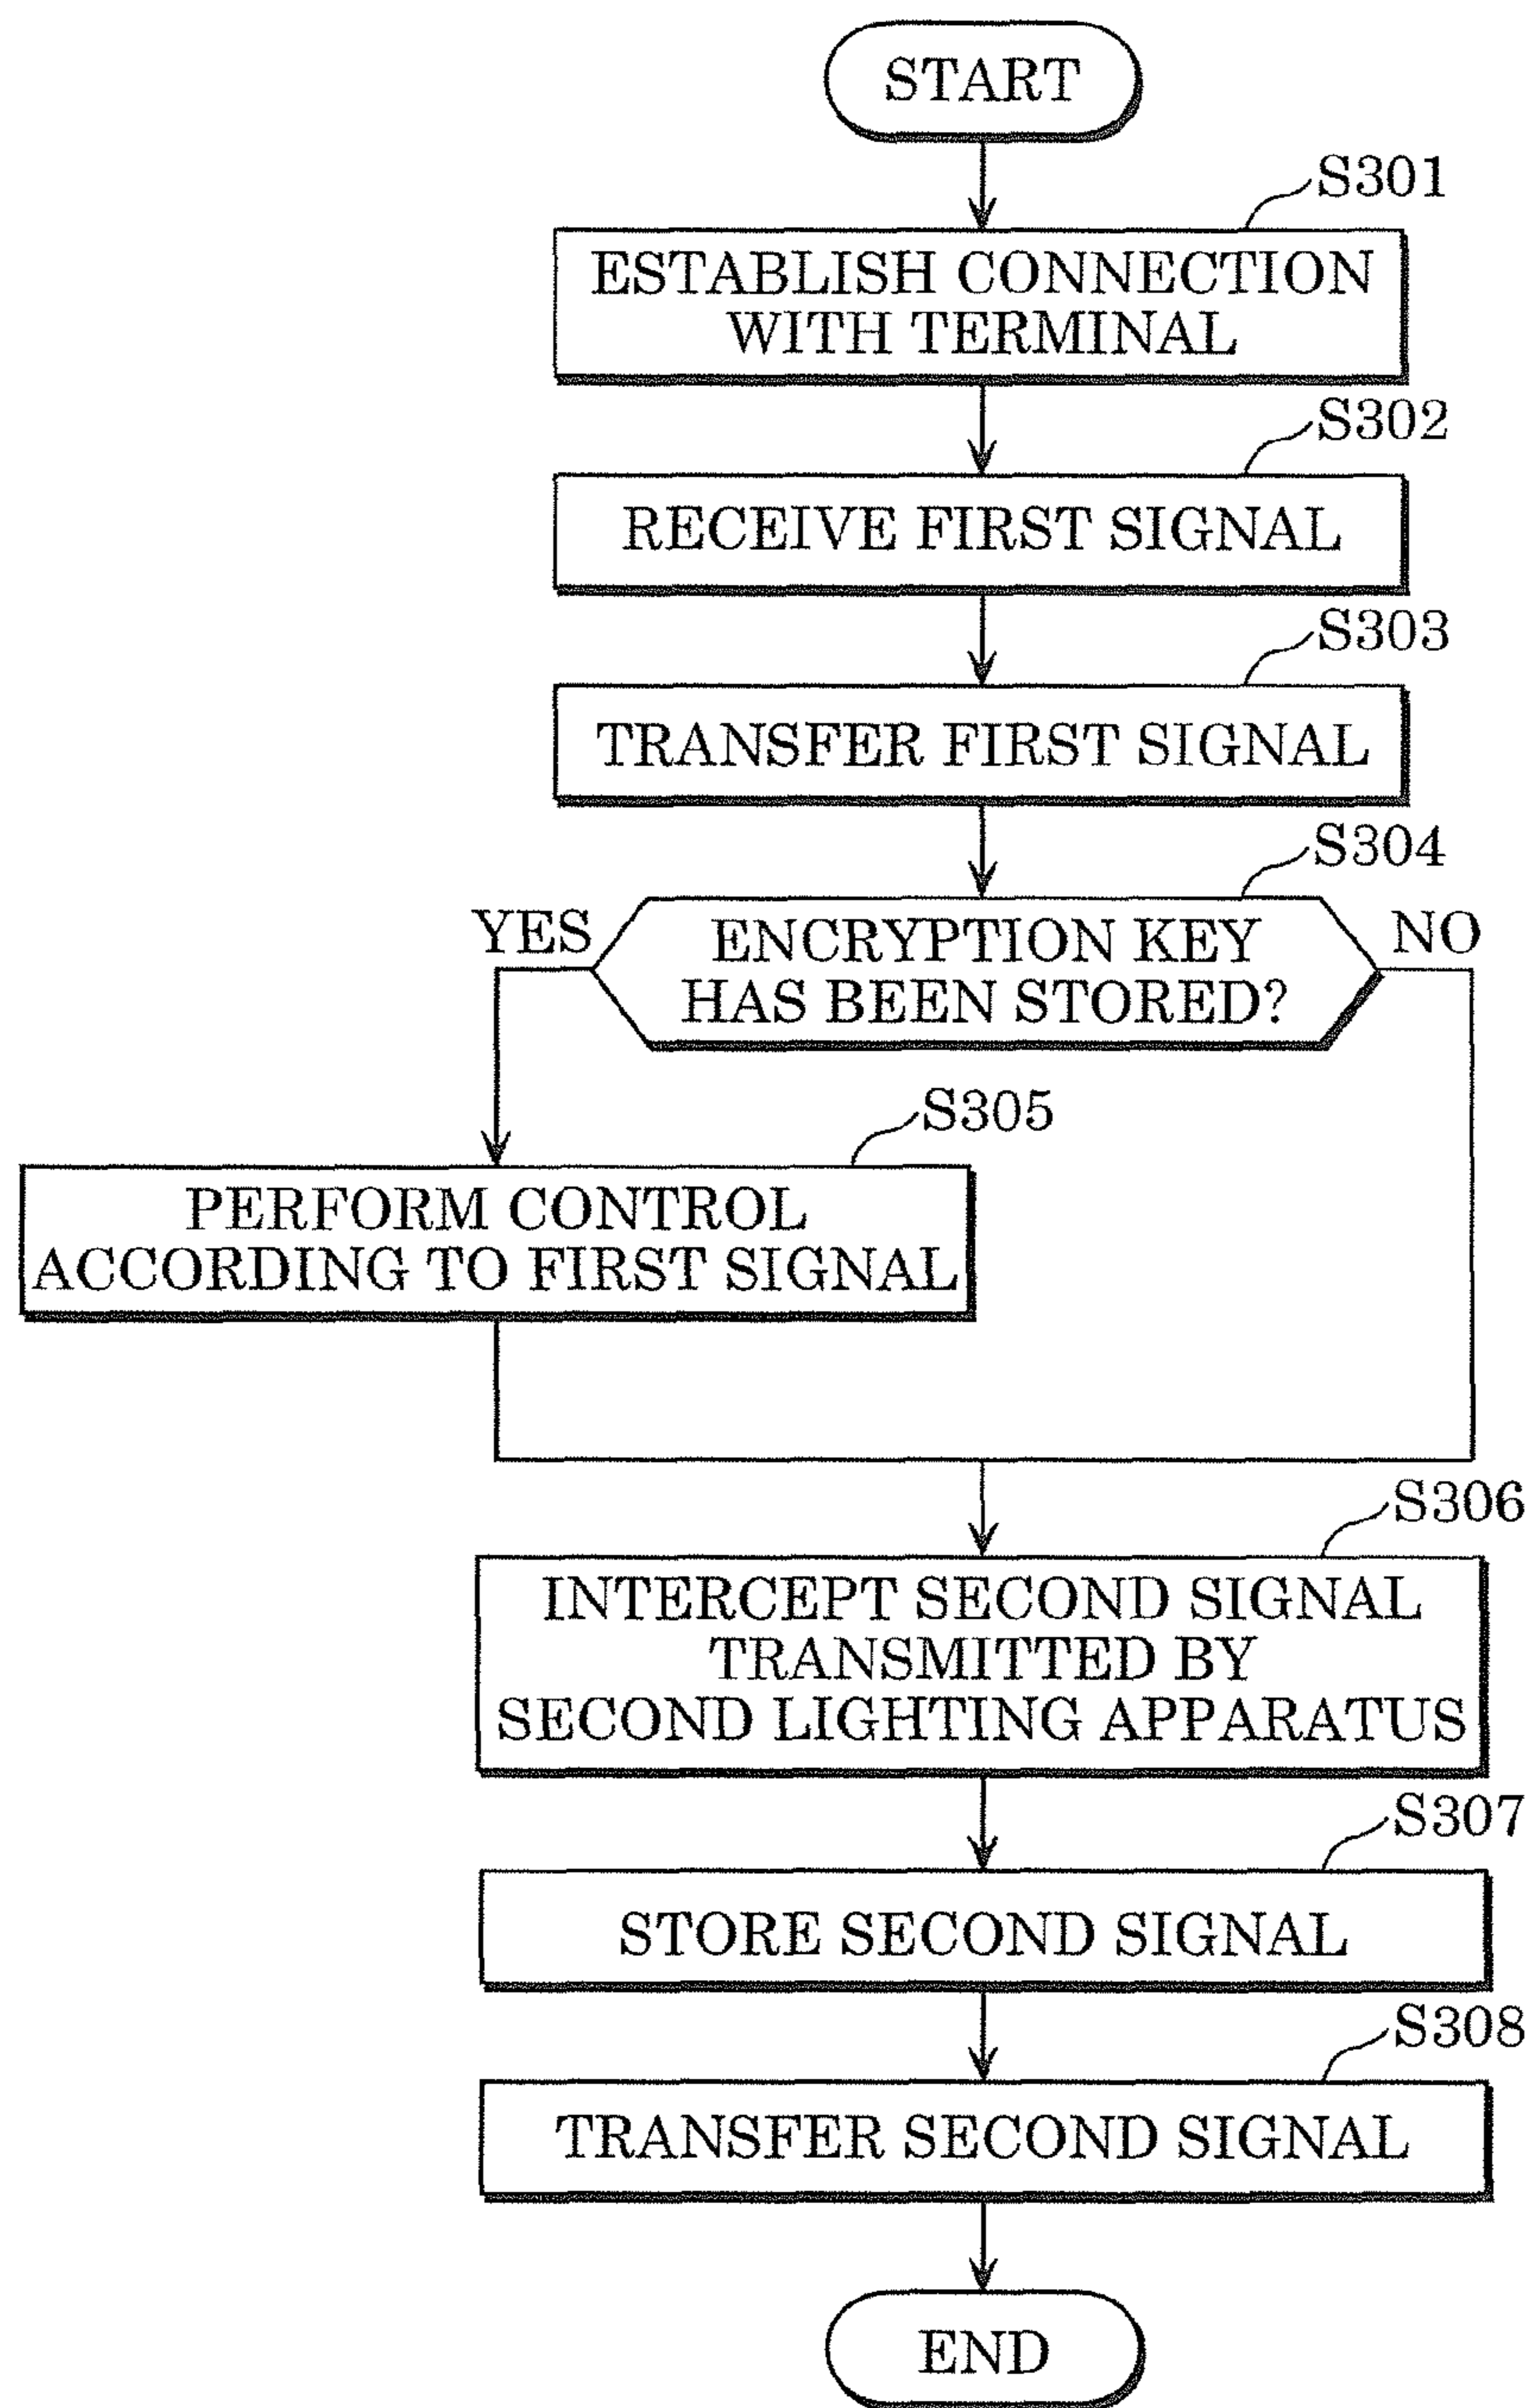 START
S301
ESTABLISH CONNECTION
WITH TERMINAL
S302
RECEIVE FIRST SIGNAL
S303
TRANSFER FIRST SIGNAL
S304
YES
ENCRYPTION KEY
HAS BEEN STORED?
NO
S305
PERFORM CONTROL
ACCORDING TO FIRST SIGNAL
S306
INTERCEPT SECOND SIGNAL
TRANSMITTED BY
SECOND LIGHTING APPARATUS
S307
STORE SECOND SIGNAL
S308
TRANSFER SECOND SIGNAL
END